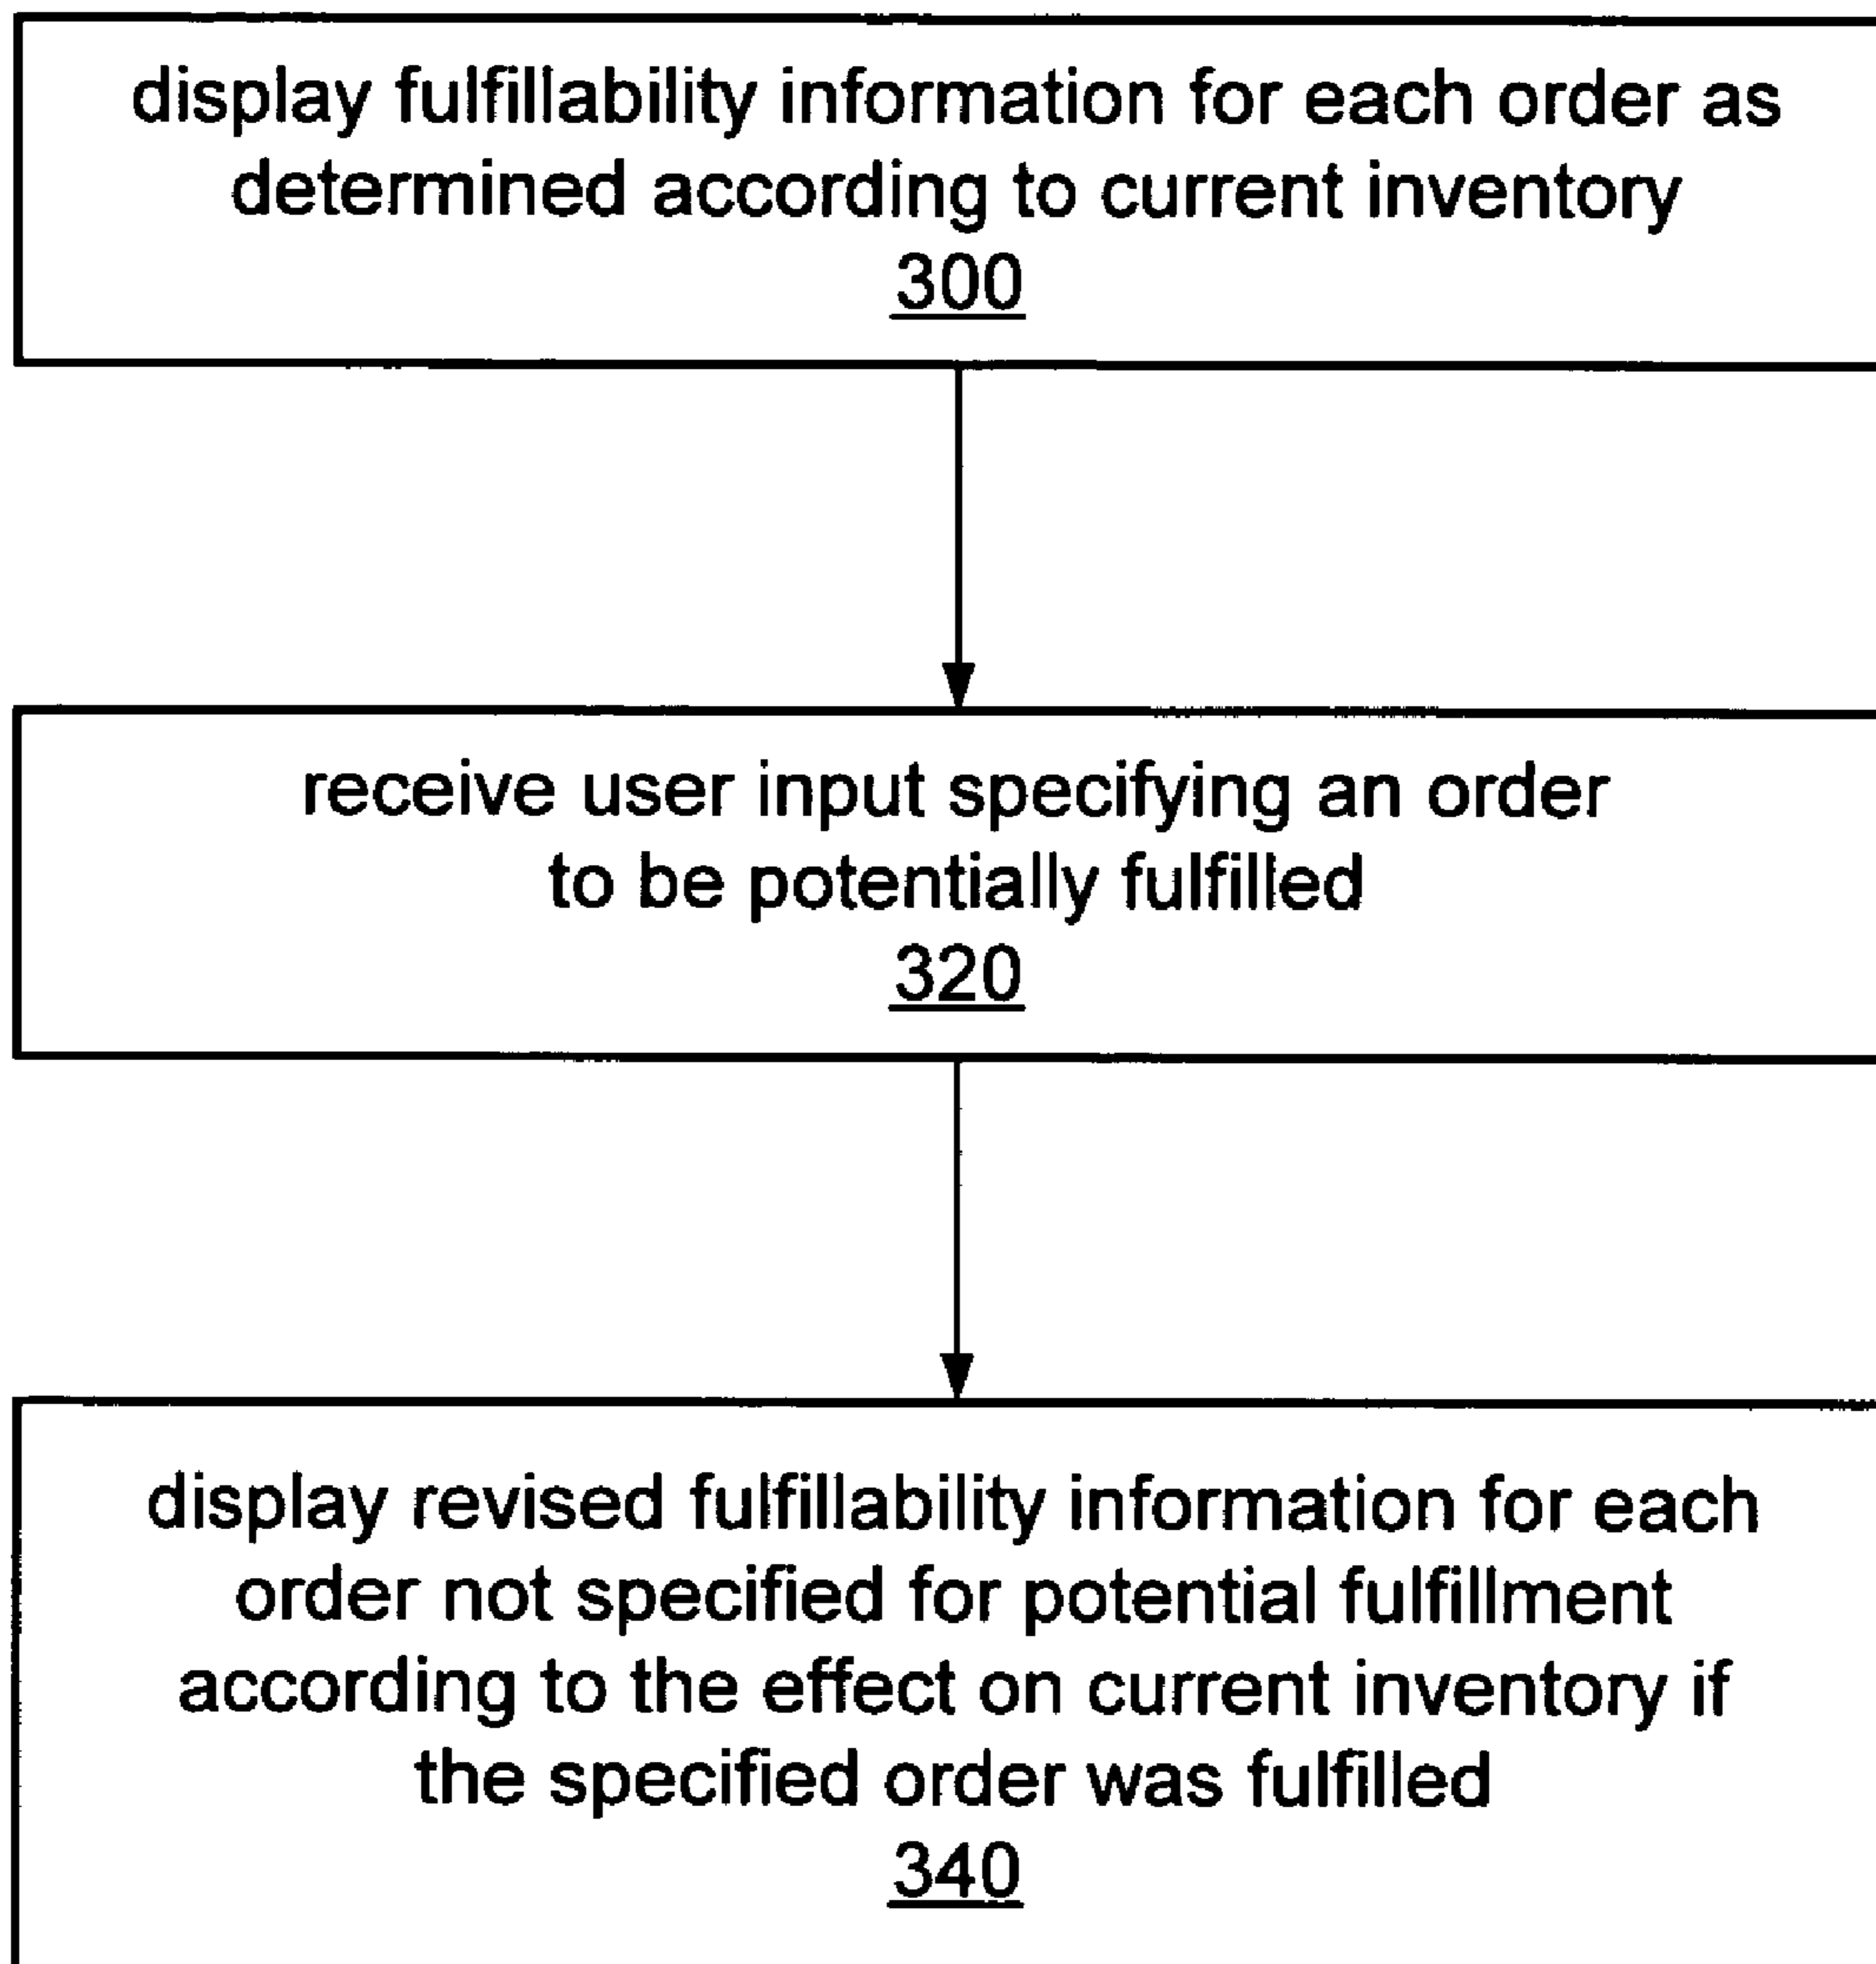 display fulfillability information for each order as
determined according to current inventory
300
receive user input specifying an order
to be potentially fulfilled
320
display revised fulfillability information for each
order not specified for potential fulfillment
according to the effect on current inventory if
the specified order was fulfilled
340